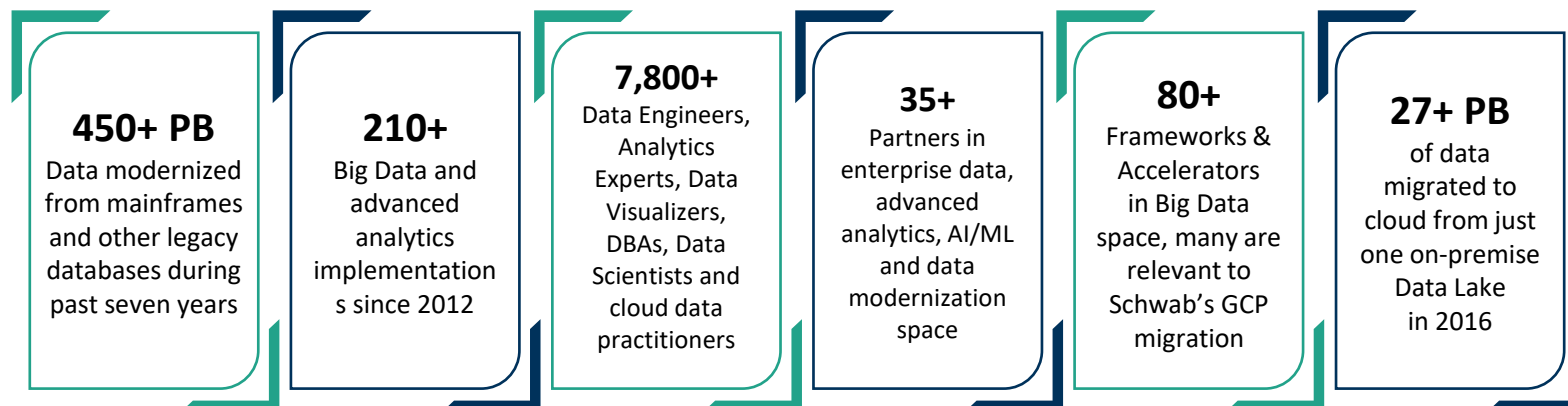 450+ PB
Data modernized
from mainframes
and other legacy
databases during
past seven years
210+
Big Data and
advanced
analytics
implementation
s since 2012
7,800+
Data Engineers,
Analytics
Experts, Data
Visualizers,
DBAs, Data
Scientists and
cloud data
practitioners
35+
Partners in
enterprise data,
advanced
analytics, AI/ML
and data
modernization
space
80+
Frameworks &
Accelerators
in Big Data
space, many are
relevant to
Schwab’s GCP
migration
27+ PB
of data
migrated to
cloud from just
one on-premise
Data Lake
in 2016